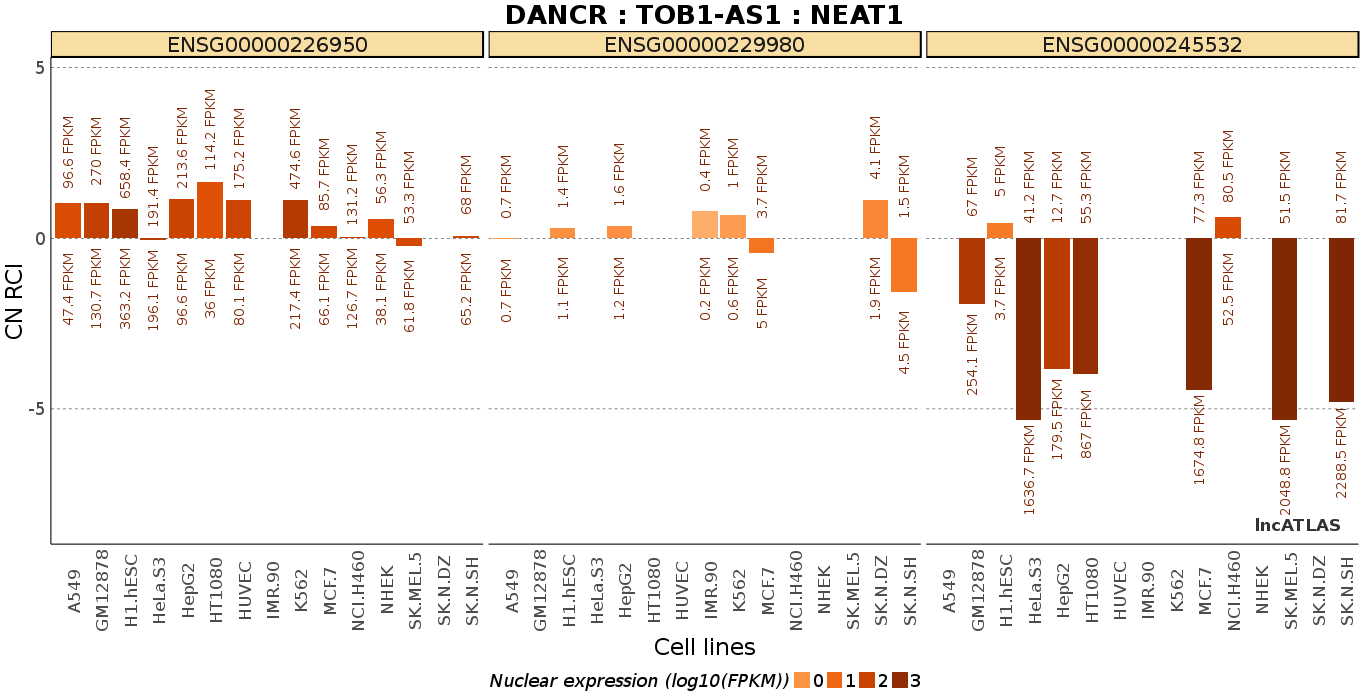 DANCR : TOB1-AS1 : NEAT1
ENSG00000226950 ENSG00000229980 ENSG00000245532
CN RCI
5
0
-5
96.6 FPKM 270 FPKM 658.4 FPKM 191.4 FPKM 213.6 FPKM 114.2 FPKM 175.2 FPKM 474.6 FPKM 85.7 FPKM 131.2 FPKM 56.3 FPKM 53.3 FPKM 68 FPKM
47.4 FPKM 130.7 FPKM 363.2 FPKM 196.1 FPKM 96.6 FPKM 36 FPKM 80.1 FPKM 217.4 FPKM 66.1 FPKM 126.7 FPKM 38.1 FPKM 61.8 FPKM 65.2 FPKM
0.7 FPKM 1.4 FPKM 1.6 FPKM 0.4 FPKM 1 FPKM 3.7 FPKM 4.1 FPKM 1.5 FPKM
0.7 FPKM 1.1 FPKM 1.2 FPKM 0.2 FPKM 0.6 FPKM 5 FPKM 1.9 FPKM 4.5 FPKM
67 FPKM 5 FPKM 41.2 FPKM 12.7 FPKM 55.3 FPKM 77.3 FPKM 80.5 FPKM 51.5 FPKM 81.7 FPKM
254.1 FPKM 3.7 FPKM 1636.7 FPKM 179.5 FPKM 867 FPKM 1674.8 FPKM 52.5 FPKM 2048.8 FPKM 2288.5 FPKM
lncATLAS
A549 GM12878 H1.hESC HeLa.S3 HepG2 HT1080 HUVEC IMR.90 K562 MCF.7 NCI.H460 NHEK SK.MEL.5 SK.N.DZ SK.N.SH
A549 GM12878 H1.hESC HeLa.S3 HepG2 HT1080 HUVEC IMR.90 K562 MCF.7 NCI.H460 NHEK SK.MEL.5 SK.N.DZ SK.N.SH
A549 GM12878 H1.hESC HeLa.S3 HepG2 HT1080 HUVEC IMR.90 K562 MCF.7 NCI.H460 NHEK SK.MEL.5 SK.N.DZ SK.N.SH
Cell lines
Nuclear expression (log10(FPKM)) 0 1 2 3